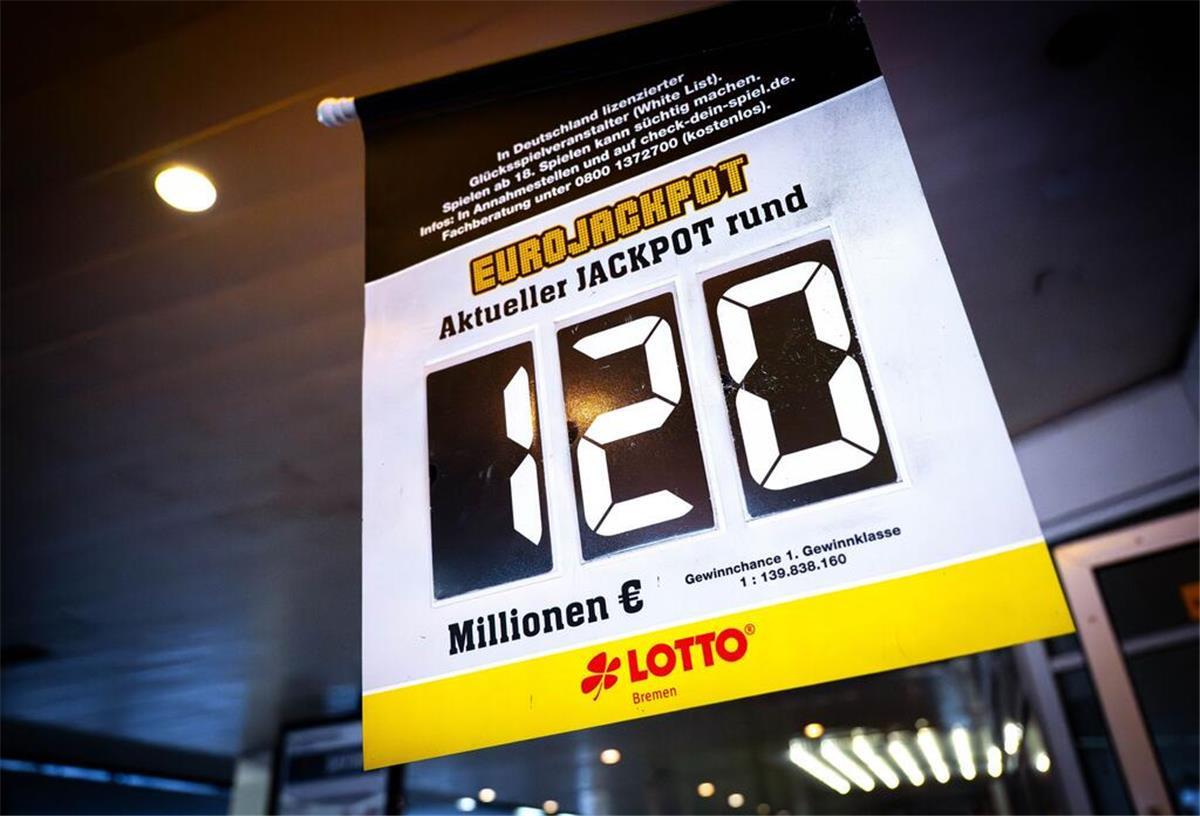 In Deutschland lizenzierter
Glücksspielveranstalter (White List).
Spielen ab 18. Spielen kann süchtig machen.
Infos: In Annahmestellen und auf check-dein-spiel.de.
Fachberatung unter 0800 1372700 (kostenlos).
EUROJACKPOT
Aktueller JACKPOT rund
120
Gewinnchance 1. Gewinnklasse
1 : 139.838.160
Millionen €
LOTTO®
Bremen